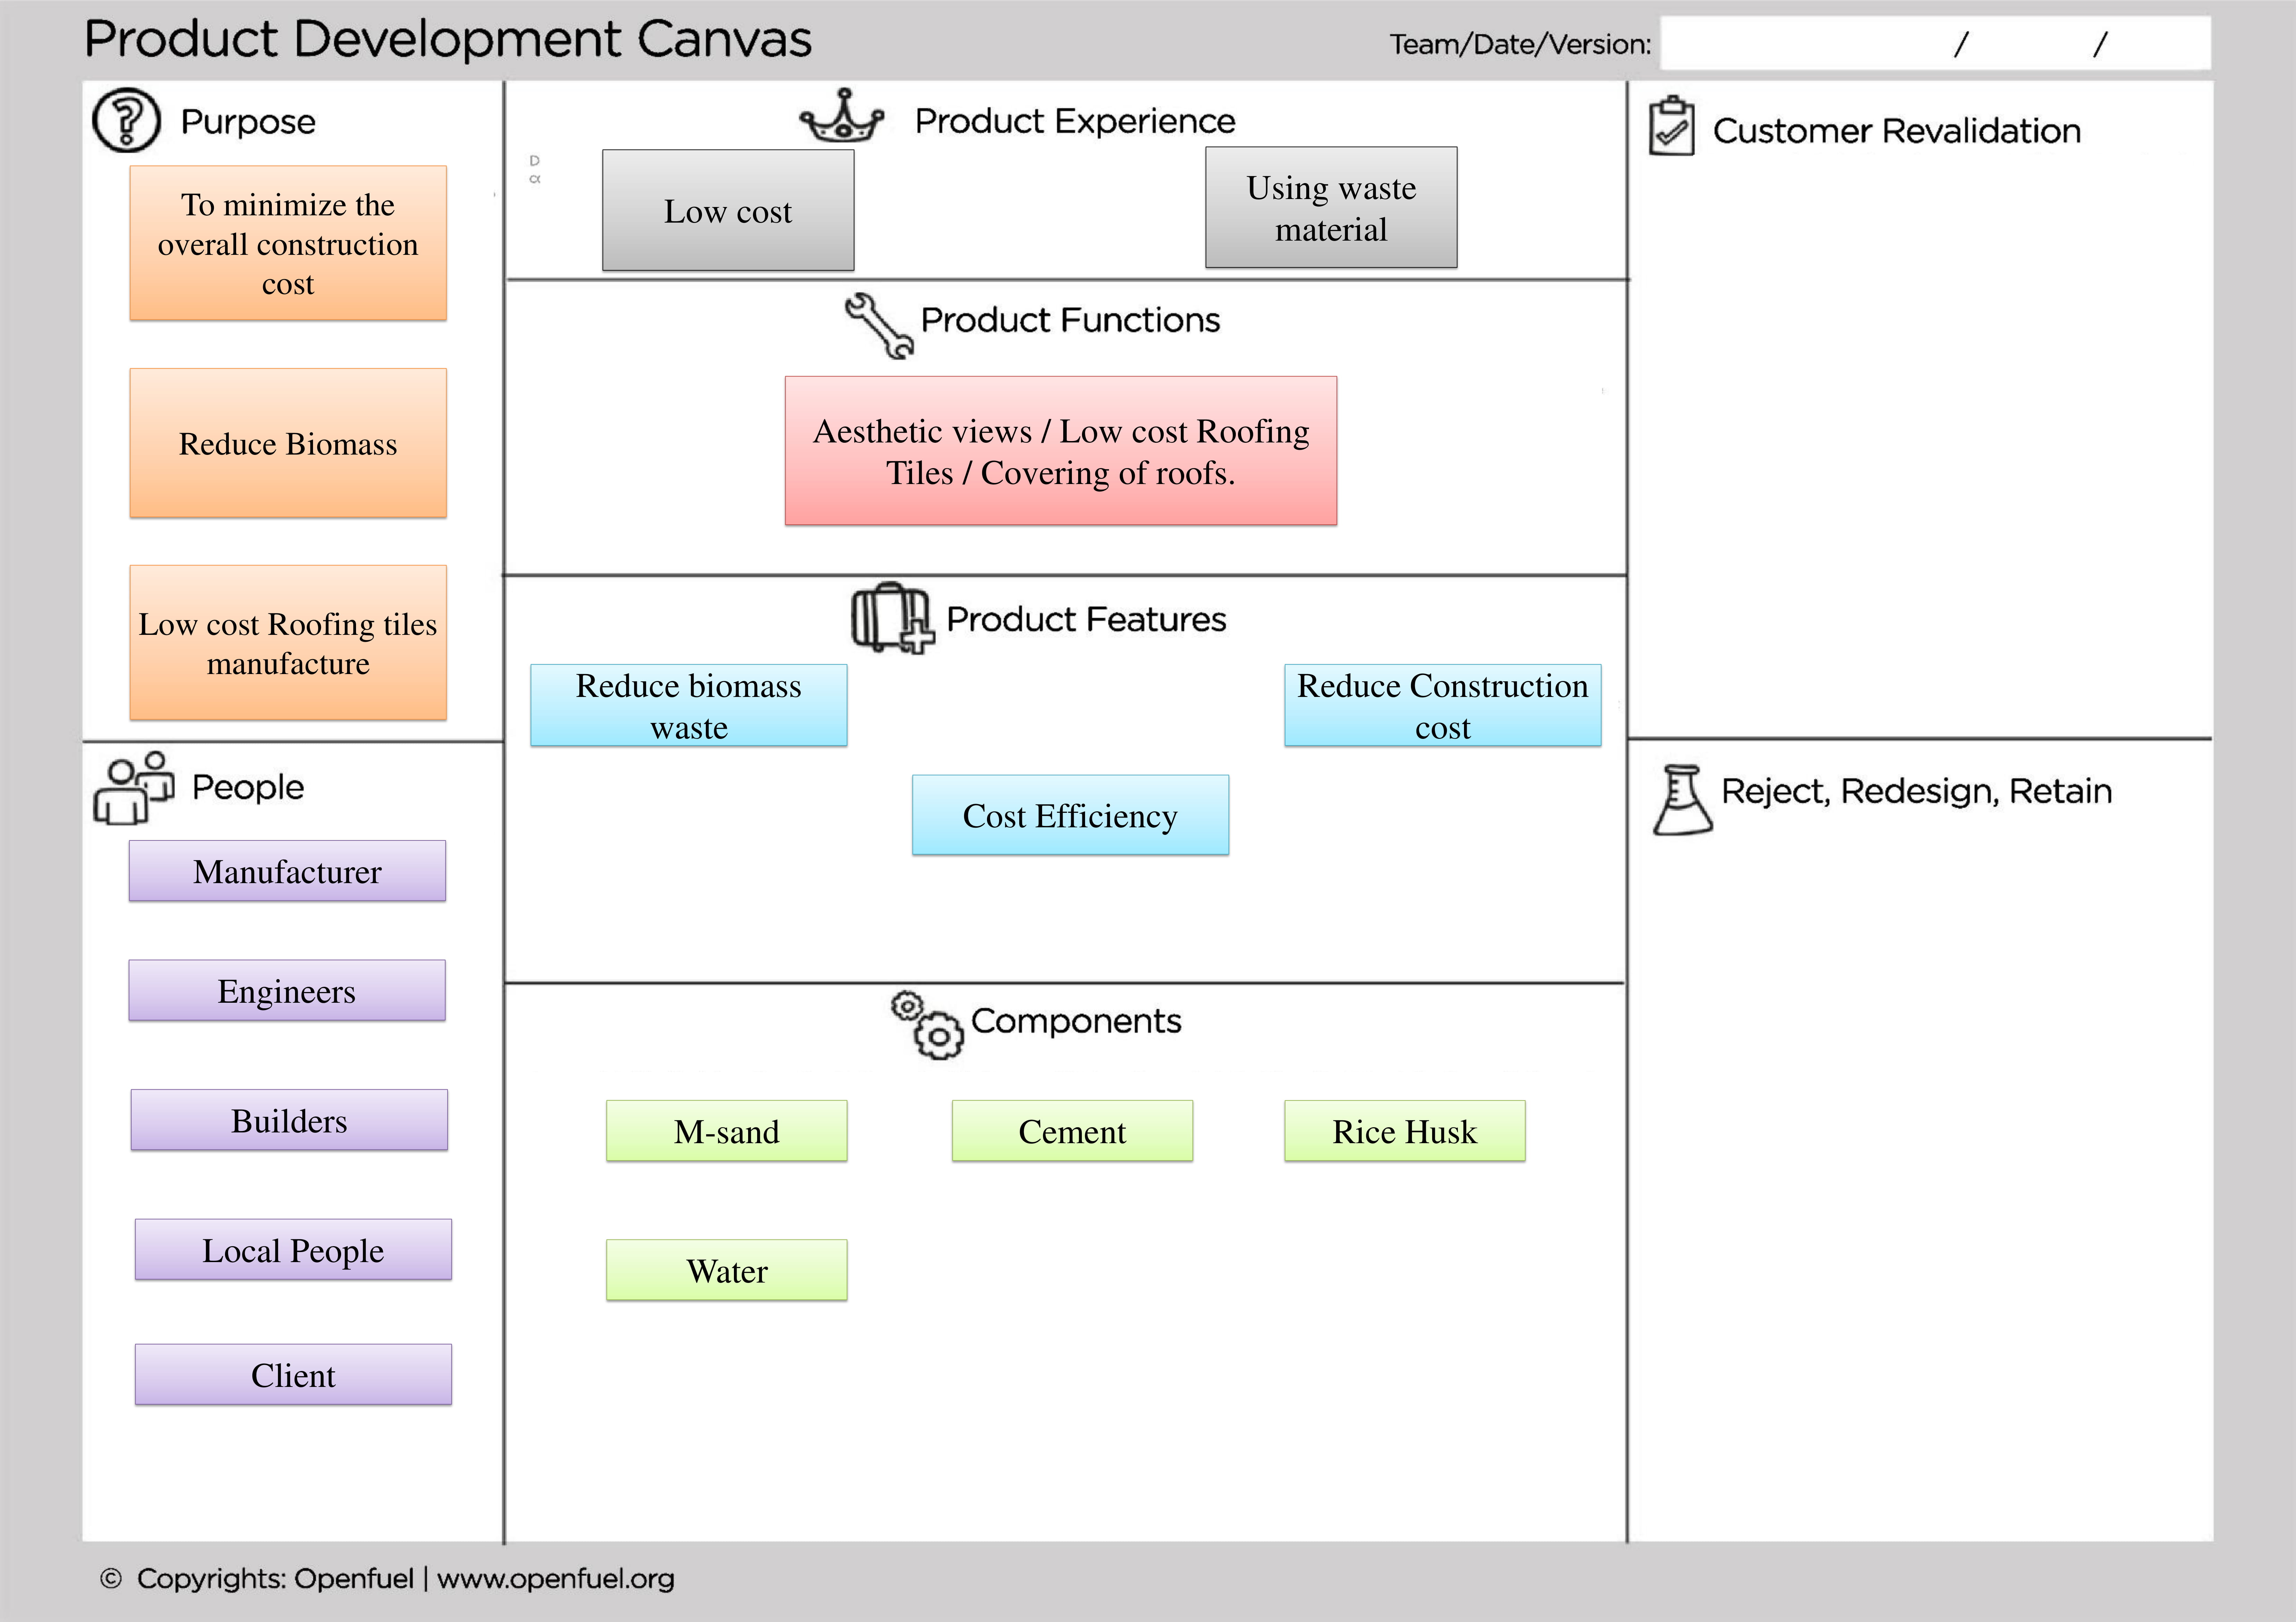 Product Development Canvas
Team/Date/Version: / /
Purpose
To minimize the
overall construction
cost
Reduce Biomass
Low cost Roofing tiles
manufacture
People
Manufacturer
Engineers
Builders
Local People
Client
Product Experience
D
α
Low cost
Using waste
material
Product Functions
Aesthetic views / Low cost Roofing
Tiles / Covering of roofs.
Product Features
Reduce biomass
waste
Reduce Construction
cost
Cost Efficiency
Components
M-sand
Cement
Rice Husk
Water
Customer Revalidation
Reject, Redesign, Retain
© Copyrights: Openfuel | www.openfuel.org